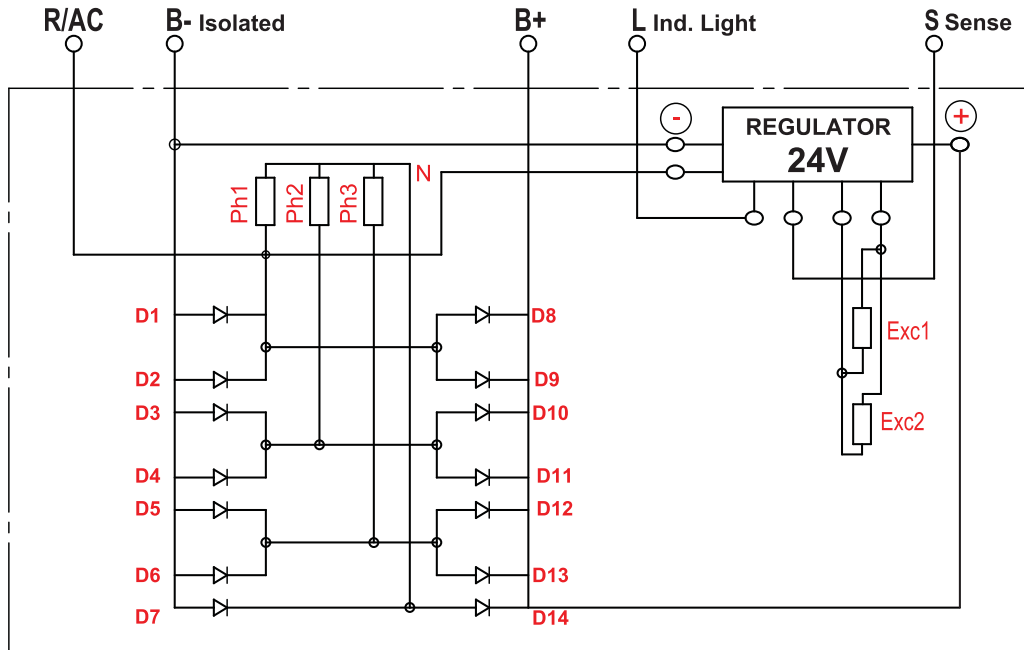 R/AC
B- Isolated
B+
L Ind. Light
S Sense
-
REGULATOR
24V
+
Ph1
Ph2
Ph3
N
D1
D8
D2
D9
D3
D10
D4
D11
D5
D12
D6
D13
D7
D14
Exc1
Exc2